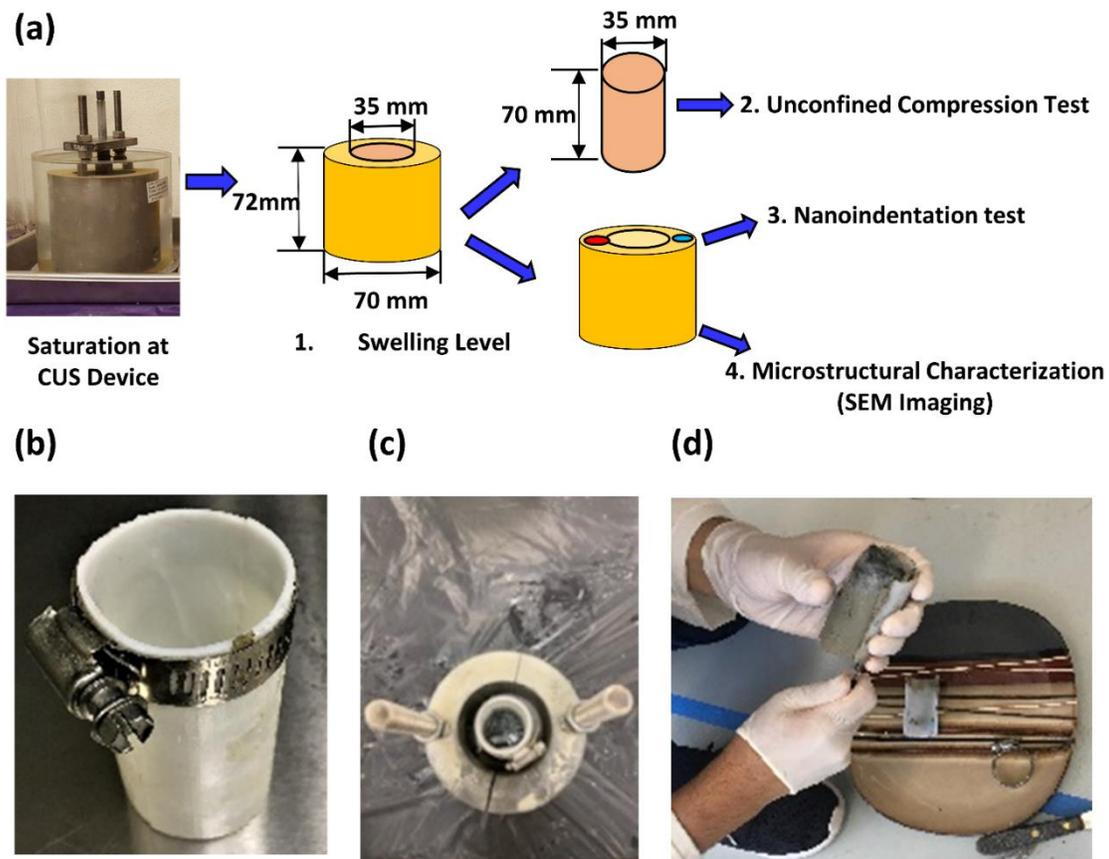 (a)
35 mm
70 mm
2. Unconfined Compression Test
35 mm
72mm
70 mm
3. Nanoindentation test
Saturation at
CUS Device
1. Swelling Level
4. Microstructural Characterization
(SEM Imaging)
(b)
(c)
(d)